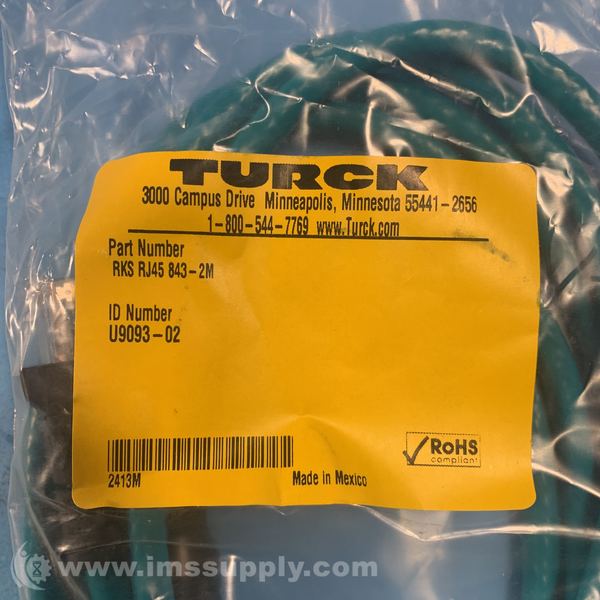 TURCK
3000 Campus Drive Minneapolis, Minnesota 55441-2656
1-800-544-7769 www.Turck.com
Part Number
RKS RJ45 843-2M
ID Number
U9093-02
RoHS
compliant
2413M
Made in Mexico
www.imssupply.com